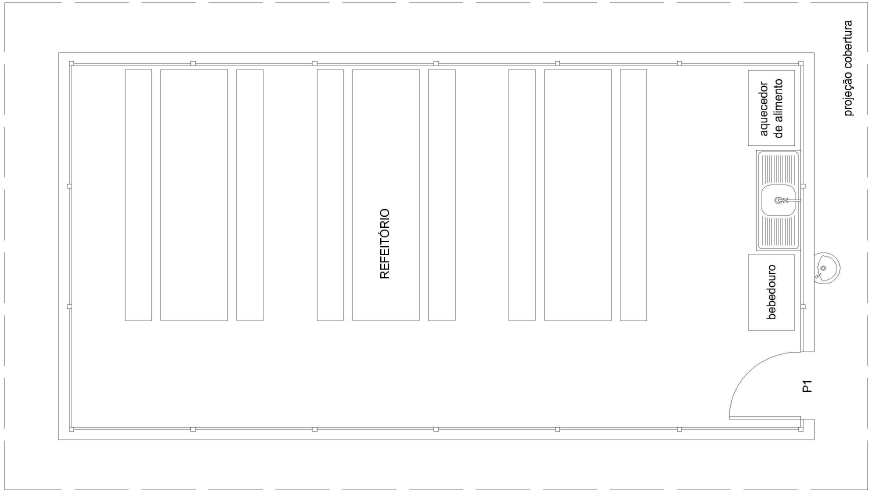 projeção cobertura
aquecedor
de alimento
REFEITÓRIO
bebedouro
P1